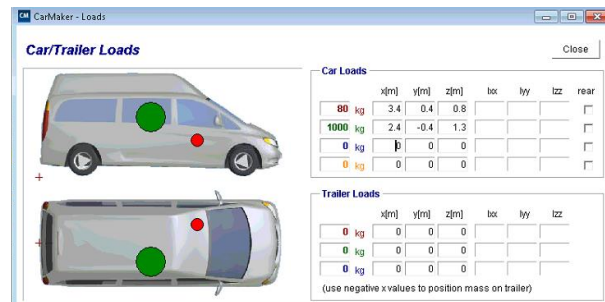 CM CarMaker - Loads
Car/Trailer Loads
Close
Car Loads
x[m] y[m] z[m] Ixx Iyy Izz rear
80 kg 3.4 0.4 0.8
1000 kg 2.4 -0.4 1.3
0 kg 0 0 0
0 kg 0 0 0
Trailer Loads
x[m] y[m] z[m] Ixx Iyy Izz
0 kg 0 0 0
0 kg 0 0 0
0 kg 0 0 0
(use negative x values to position mass on trailer)